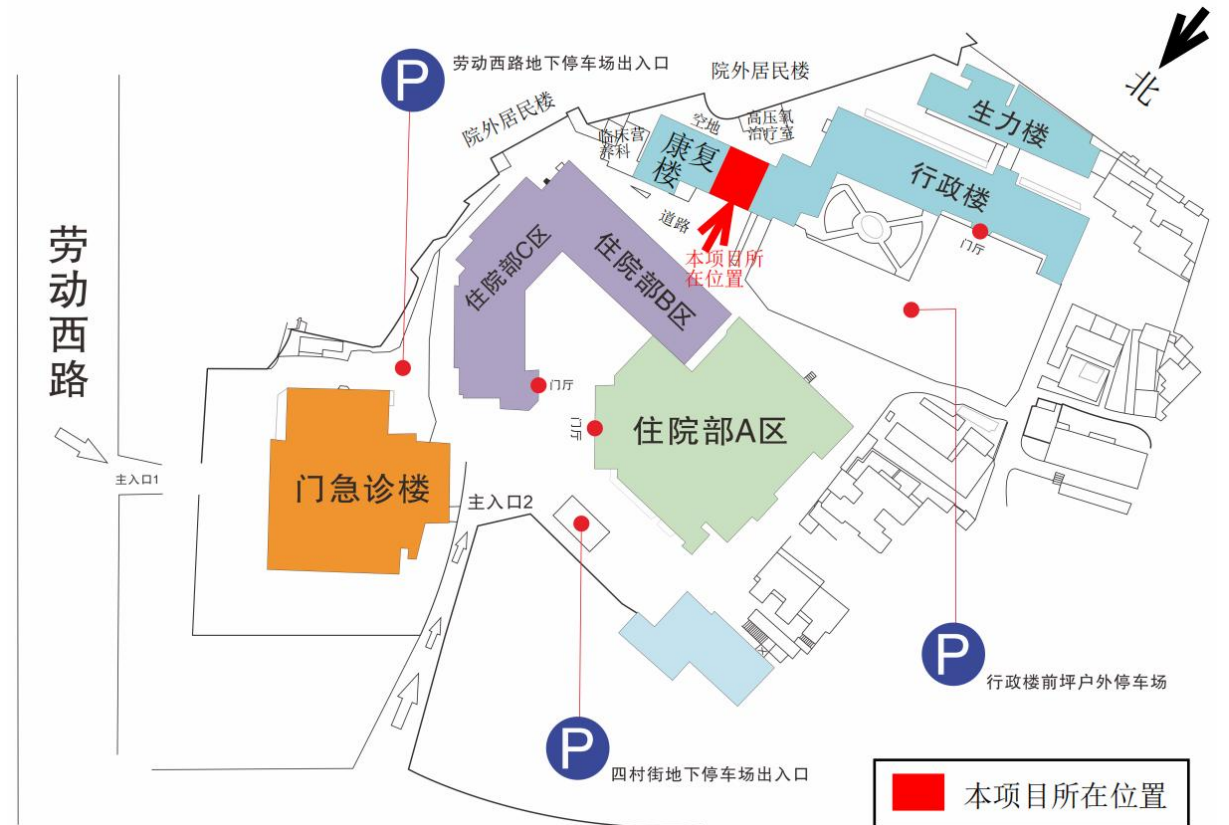 劳动西路地下停车场出入口
院外居民楼
院外居民楼
北
空地
高压氧
治疗室
临床营
养科
康复
楼
生力楼
行政楼
门厅
道路
本项目所
在位置
住院部C区
住院部B区
劳动西路
门厅
门厅
住院部A区
主入口1
门急诊楼
主入口2
P
P
行政楼前坪户外停车场
P
四村街地下停车场出入口
本项目所在位置